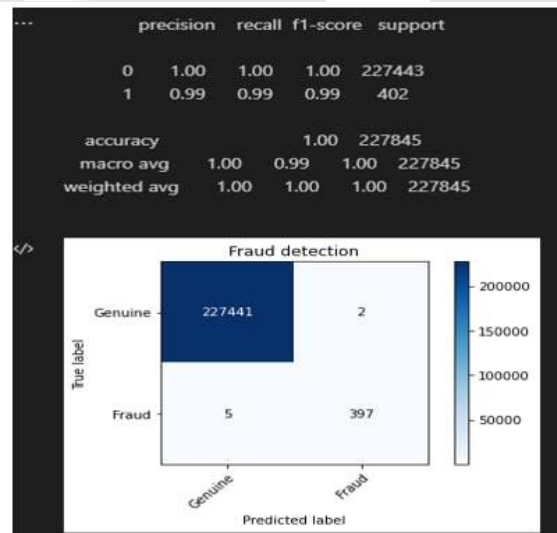 ...
precision recall f1-score support
0 1.00 1.00 1.00 227443
1 0.99 0.99 0.99 402
accuracy 1.00 227845
macro avg 1.00 0.99 1.00 227845
weighted avg 1.00 1.00 1.00 227845
</>
Fraud detection
Genuine 227441 2
Fraud 5 397
True label
200000
150000
100000
50000
Genuine Fraud
Predicted label